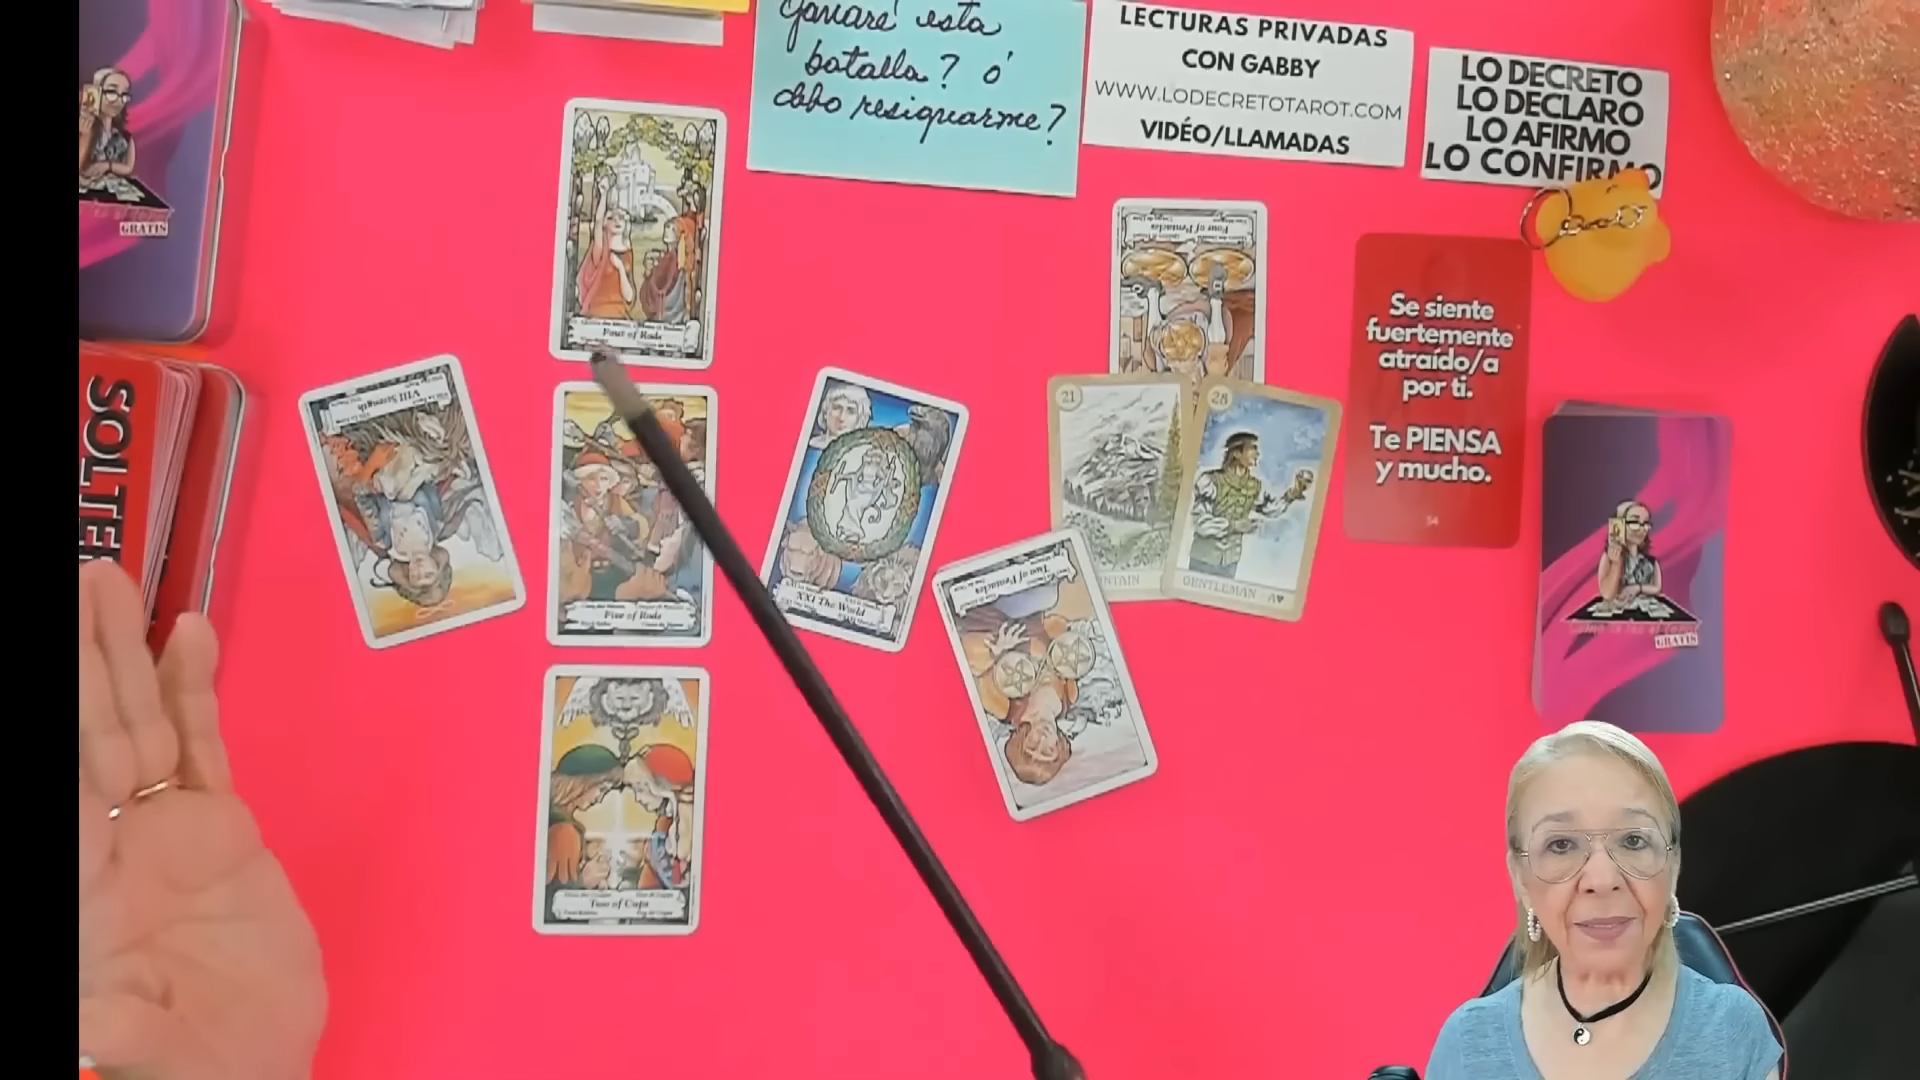 Ganaré esta
batalla? ó
debo resignarme?
LECTURAS PRIVADAS
CON GABBY
WWW.LODECRETOTAROT.COM
VIDÉO/LLAMADAS
LO DECRETO
LO DECLARO
LO AFIRMO
LO CONFIRMO
GRATIS
Four of Rods
Four of Pentacles
Se siente
fuertemente
atraído/a
por ti.
Te PIENSA
y mucho.
54
VIII Strength
Five of Rods
XXI The World
21
28
GENTLEMAN A♥
Two of Pentacles
Two of Cups
GRATIS